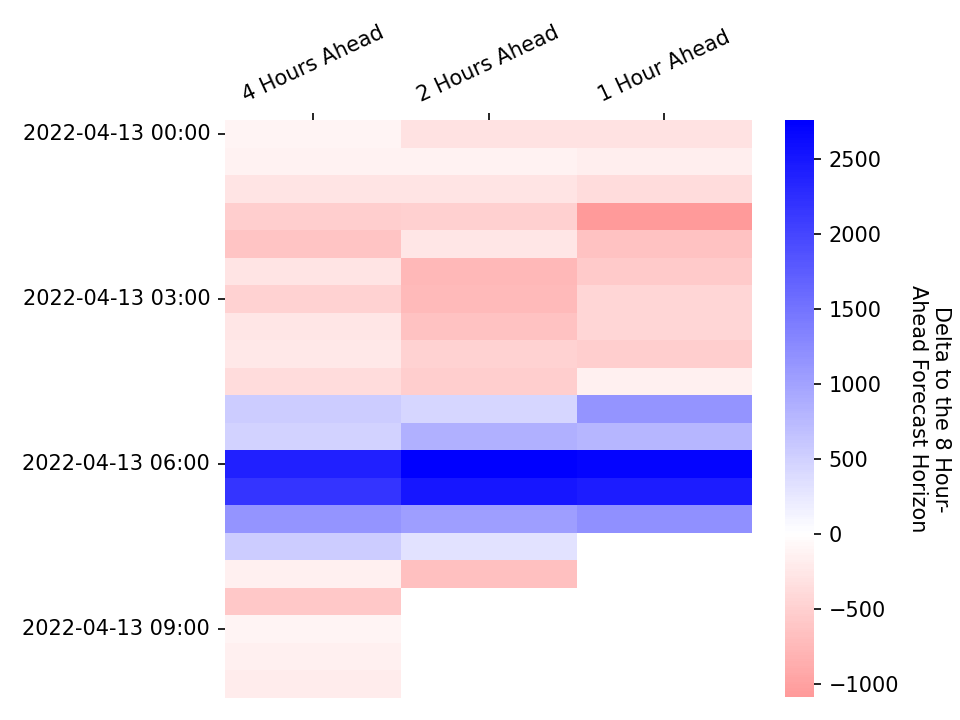 4 Hours Ahead
2 Hours Ahead
1 Hour Ahead
2022-04-13 00:00
2022-04-13 03:00
2022-04-13 06:00
2022-04-13 09:00
2500
2000
1500
1000
500
0
−500
−1000
Delta to the 8 Hour-
Ahead Forecast Horizon